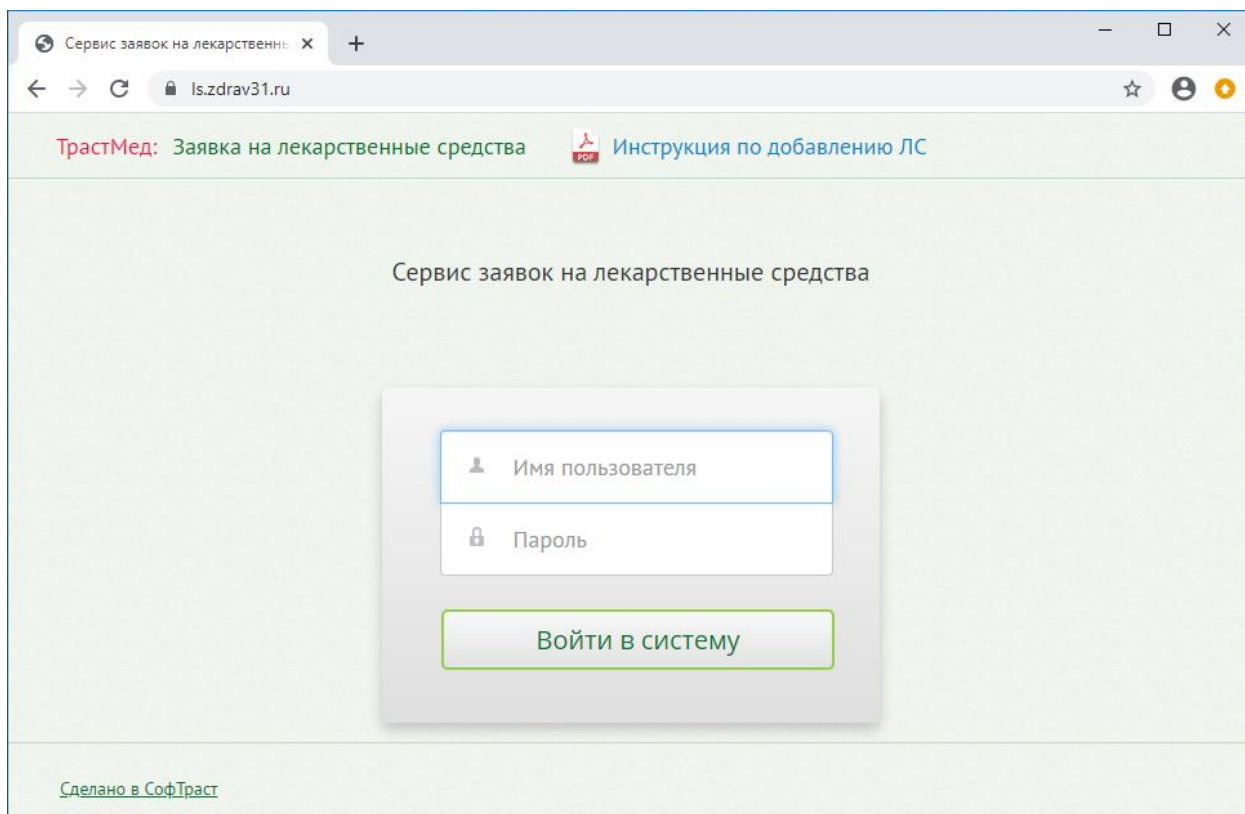 Сервис заявок на лекарственны
ls.zdrav31.ru
ТрастМед: Заявка на лекарственные средства
PDF
Инструкция по добавлению ЛС
Сервис заявок на лекарственные средства
Имя пользователя
Пароль
Войти в систему
Сделано в СофТраст